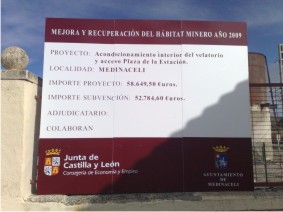 MEJORA Y RECUPERACIÓN DEL HÁBITAT MINERO AÑO 2009
PROYECTO: Acondicionamiento interior del velatorio
y acceso Plaza de la Estación.
LOCALIDAD: MEDINACELI
IMPORTE PROYECTO: 58.649,50 Euros.
IMPORTE SUBVENCIÓN: 52.784,60 Euros.
ADJUDICATARIO:
COLABORAN
Junta de
Castilla y León
Consejería de Economía y Empleo
AYUNTAMIENTO
DE
MEDINACELI